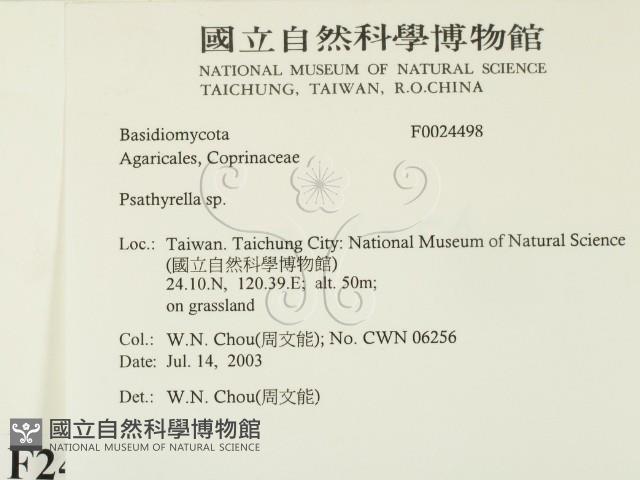 國立自然科學博物館
NATIONAL MUSEUM OF NATURAL SCIENCE
TAICHUNG, TAIWAN, R.O.CHINA
Basidiomycota F0024498
Agaricales, Coprinaceae
Psathyrella sp.
Loc.: Taiwan. Taichung City: National Museum of Natural Science
(國立自然科學博物館)
24.10.N, 120.39.E; alt. 50m;
on grassland
Col.: W.N. Chou(周文能); No. CWN 06256
Date: Jul. 14, 2003
Det.: W.N. Chou(周文能)
國立自然科學博物館
NATIONAL MUSEUM OF NATURAL SCIENCE